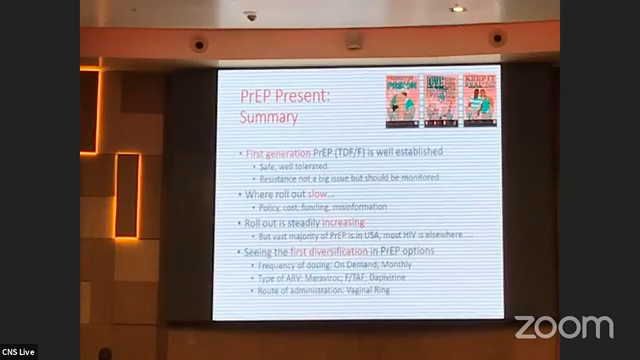 PrEP Present:
Summary
PASION
KEEP IT
• First generation PrEP (TDF/F) is well established
• Safe, well tolerated
• Resistance not a big issue but should be monitored
• Where roll out slow…
• Policy, cost, funding, misinformation
• Roll out is steadily increasing
• But vast majority of PrEP is in USA, most HIV is elsewhere….
• Seeing the first diversification in PrEP options
• Frequency of dosing: On Demand, Monthly
• Type of ARV: Maraviroc, F/TAF, Dapivirine
• Route of administration: Vaginal Ring
zoom
CNS Live